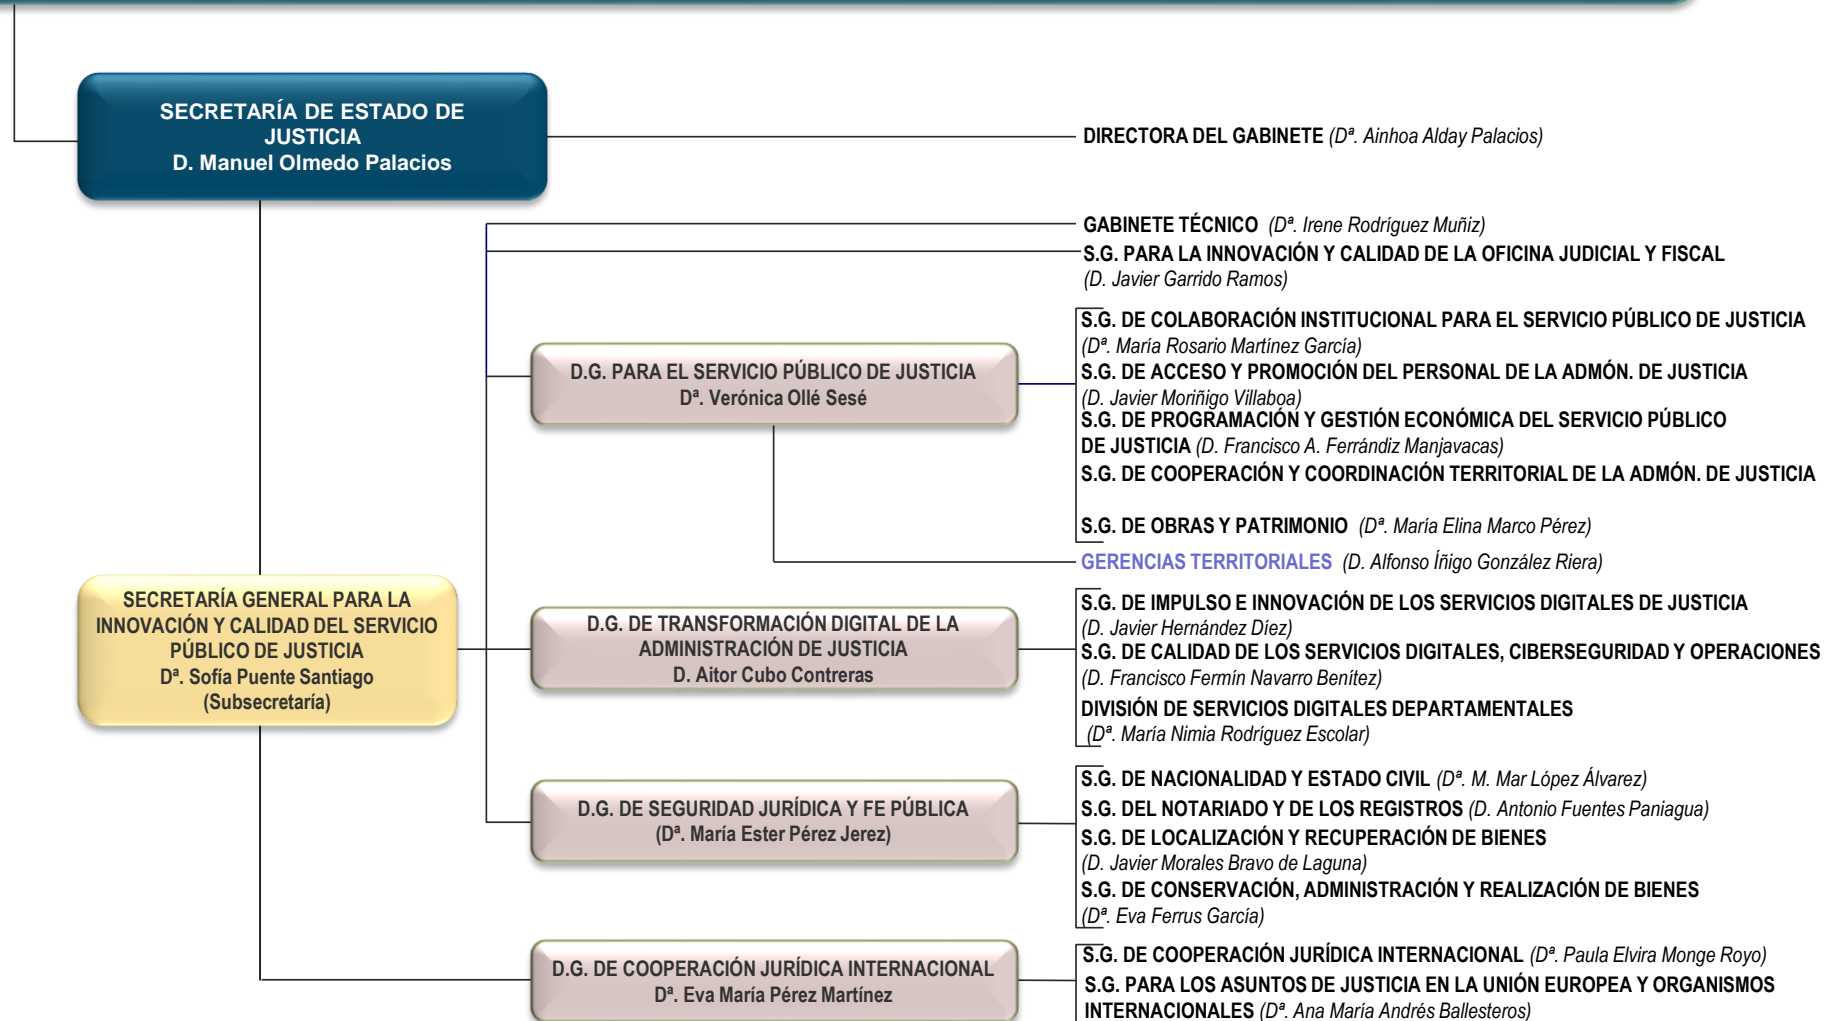 SECRETARÍA DE ESTADO DE
JUSTICIA
D. Manuel Olmedo Palacios
DIRECTORA DEL GABINETE (Dª. Ainhoa Alday Palacios)
GABINETE TÉCNICO (Dª. Irene Rodríguez Muñiz)
S.G. PARA LA INNOVACIÓN Y CALIDAD DE LA OFICINA JUDICIAL Y FISCAL
(D. Javier Garrido Ramos)
D.G. PARA EL SERVICIO PÚBLICO DE JUSTICIA
Dª. Verónica Ollé Sesé
S.G. DE COLABORACIÓN INSTITUCIONAL PARA EL SERVICIO PÚBLICO DE JUSTICIA
(Dª. María Rosario Martínez García)
S.G. DE ACCESO Y PROMOCIÓN DEL PERSONAL DE LA ADMÓN. DE JUSTICIA
(D. Javier Moriñigo Villaboa)
S.G. DE PROGRAMACIÓN Y GESTIÓN ECONÓMICA DEL SERVICIO PÚBLICO
DE JUSTICIA (D. Francisco A. Ferrándiz Manjavacas)
S.G. DE COOPERACIÓN Y COORDINACIÓN TERRITORIAL DE LA ADMÓN. DE JUSTICIA
S.G. DE OBRAS Y PATRIMONIO (Dª. María Elina Marco Pérez)
GERENCIAS TERRITORIALES (D. Alfonso Íñigo González Riera)
SECRETARÍA GENERAL PARA LA
INNOVACIÓN Y CALIDAD DEL SERVICIO
PÚBLICO DE JUSTICIA
Dª. Sofía Puente Santiago
(Subsecretaría)
D.G. DE TRANSFORMACIÓN DIGITAL DE LA
ADMINISTRACIÓN DE JUSTICIA
D. Aitor Cubo Contreras
S.G. DE IMPULSO E INNOVACIÓN DE LOS SERVICIOS DIGITALES DE JUSTICIA
(D. Javier Hernández Díez)
S.G. DE CALIDAD DE LOS SERVICIOS DIGITALES, CIBERSEGURIDAD Y OPERACIONES
(D. Francisco Fermín Navarro Benítez)
DIVISIÓN DE SERVICIOS DIGITALES DEPARTAMENTALES
(Dª. María Nimia Rodríguez Escolar)
D.G. DE SEGURIDAD JURÍDICA Y FE PÚBLICA
(Dª. María Ester Pérez Jerez)
S.G. DE NACIONALIDAD Y ESTADO CIVIL (Dª. M. Mar López Álvarez)
S.G. DEL NOTARIADO Y DE LOS REGISTROS (D. Antonio Fuentes Paniagua)
S.G. DE LOCALIZACIÓN Y RECUPERACIÓN DE BIENES
(D. Javier Morales Bravo de Laguna)
S.G. DE CONSERVACIÓN, ADMINISTRACIÓN Y REALIZACIÓN DE BIENES
(Dª. Eva Ferrus García)
D.G. DE COOPERACIÓN JURÍDICA INTERNACIONAL
Dª. Eva María Pérez Martínez
S.G. DE COOPERACIÓN JURÍDICA INTERNACIONAL (Dª. Paula Elvira Monge Royo)
S.G. PARA LOS ASUNTOS DE JUSTICIA EN LA UNIÓN EUROPEA Y ORGANISMOS
INTERNACIONALES (Dª. Ana María Andrés Ballesteros)